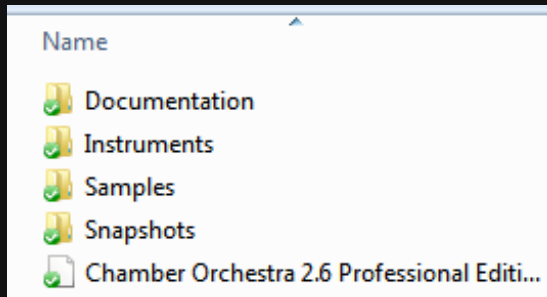 Name
Documentation
Instruments
Samples
Snapshots
Chamber Orchestra 2.6 Professional Editi...